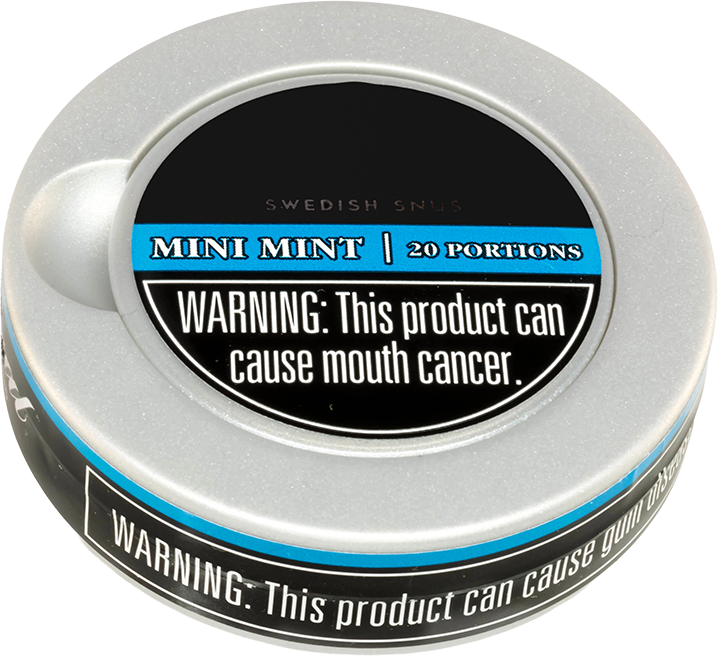 SWEDISH SNUS
MINI MINT | 20 PORTIONS
WARNING: This product can
cause mouth cancer.
WARNING: This product can cause gum disease